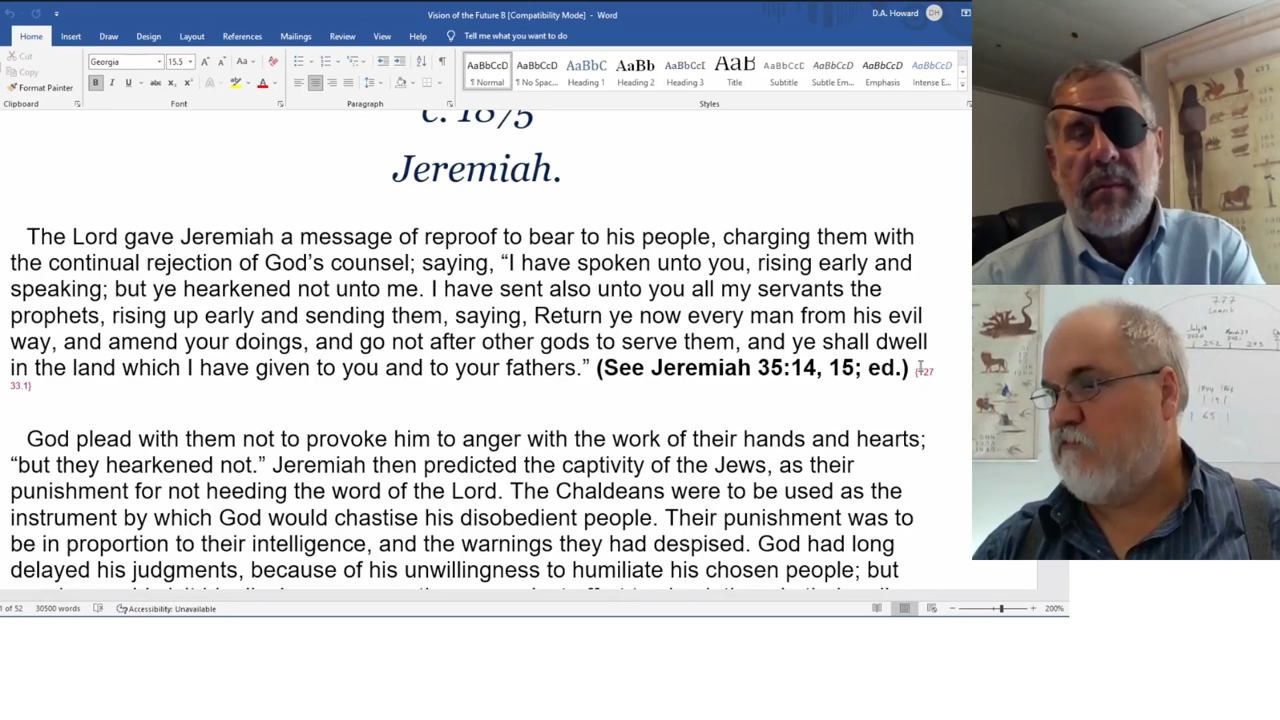 Vision of the Future B [Compatibility Mode] - Word
D.A. Howard DH
Home Insert Draw Design Layout References Mailings Review View Help Tell me what you want to do
Cut
Copy
Format Painter
Georgia 15.5
AaBbCcD AaBbCcD AaBbC AaBb AaBbCcI AaB AaBbCcD AaBbCcD AaBbCcD AaBbCcD
¶ Normal ¶ No Spac... Heading 1 Heading 2 Heading 3 Title Subtitle Subtle Em... Emphasis Intense E...
Clipboard Font Paragraph Styles
c. 1875
Jeremiah.
The Lord gave Jeremiah a message of reproof to bear to his people, charging them with
the continual rejection of God’s counsel; saying, “I have spoken unto you, rising early and
speaking; but ye hearkened not unto me. I have sent also unto you all my servants the
prophets, rising up early and sending them, saying, Return ye now every man from his evil
way, and amend your doings, and go not after other gods to serve them, and ye shall dwell
in the land which I have given to you and to your fathers.” (See Jeremiah 35:14, 15; ed.) {T27
33.1}
God plead with them not to provoke him to anger with the work of their hands and hearts;
“but they hearkened not.” Jeremiah then predicted the captivity of the Jews, as their
punishment for not heeding the word of the Lord. The Chaldeans were to be used as the
instrument by which God would chastise his disobedient people. Their punishment was to
be in proportion to their intelligence, and the warnings they had despised. God had long
delayed his judgments, because of his unwillingness to humiliate his chosen people; but
1 of 52 30500 words Accessibility: Unavailable 200%
777